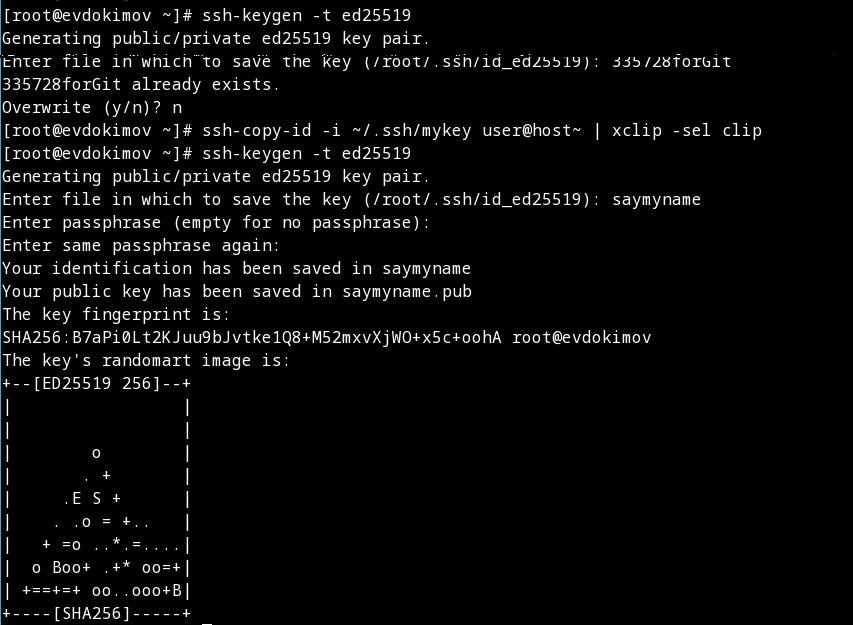 [root@evdokimov ~]# ssh-keygen -t ed25519
Generating public/private ed25519 key pair.
Enter file in which to save the key (/root/.ssh/id_ed25519): 335728forGit
335728forGit already exists.
Overwrite (y/n)? n
[root@evdokimov ~]# ssh-copy-id -i ~/.ssh/mykey user@host~ | xclip -sel clip
[root@evdokimov ~]# ssh-keygen -t ed25519
Generating public/private ed25519 key pair.
Enter file in which to save the key (/root/.ssh/id_ed25519): saymyname
Enter passphrase (empty for no passphrase):
Enter same passphrase again:
Your identification has been saved in saymyname
Your public key has been saved in saymyname.pub
The key fingerprint is:
SHA256:B7aPi0Lt2KJuu9bJvtke1Q8+M52mxvXjWO+x5c+oohA root@evdokimov
The key's randomart image is:
+--[ED25519 256]--+
|                 |
|                 |
|        o        |
|       . +       |
|     .E S +      |
|    . .o = +..   |
|   + =o ..*.=....|
|  o Boo+ .+* oo=+|
| +==+=+ oo..ooo+B|
+----[SHA256]-----+